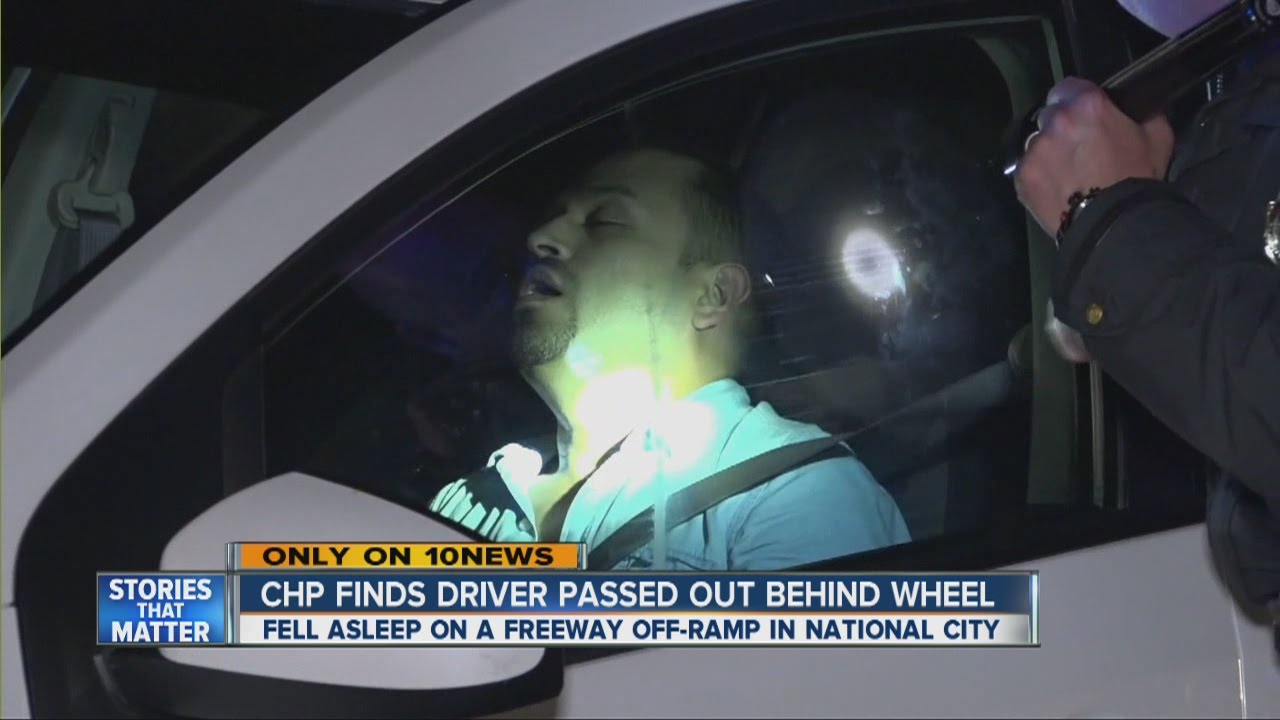 ONLY ON 10NEWS
STORIES
THAT
MATTER
CHP FINDS DRIVER PASSED OUT BEHIND WHEEL
FELL ASLEEP ON A FREEWAY OFF-RAMP IN NATIONAL CITY